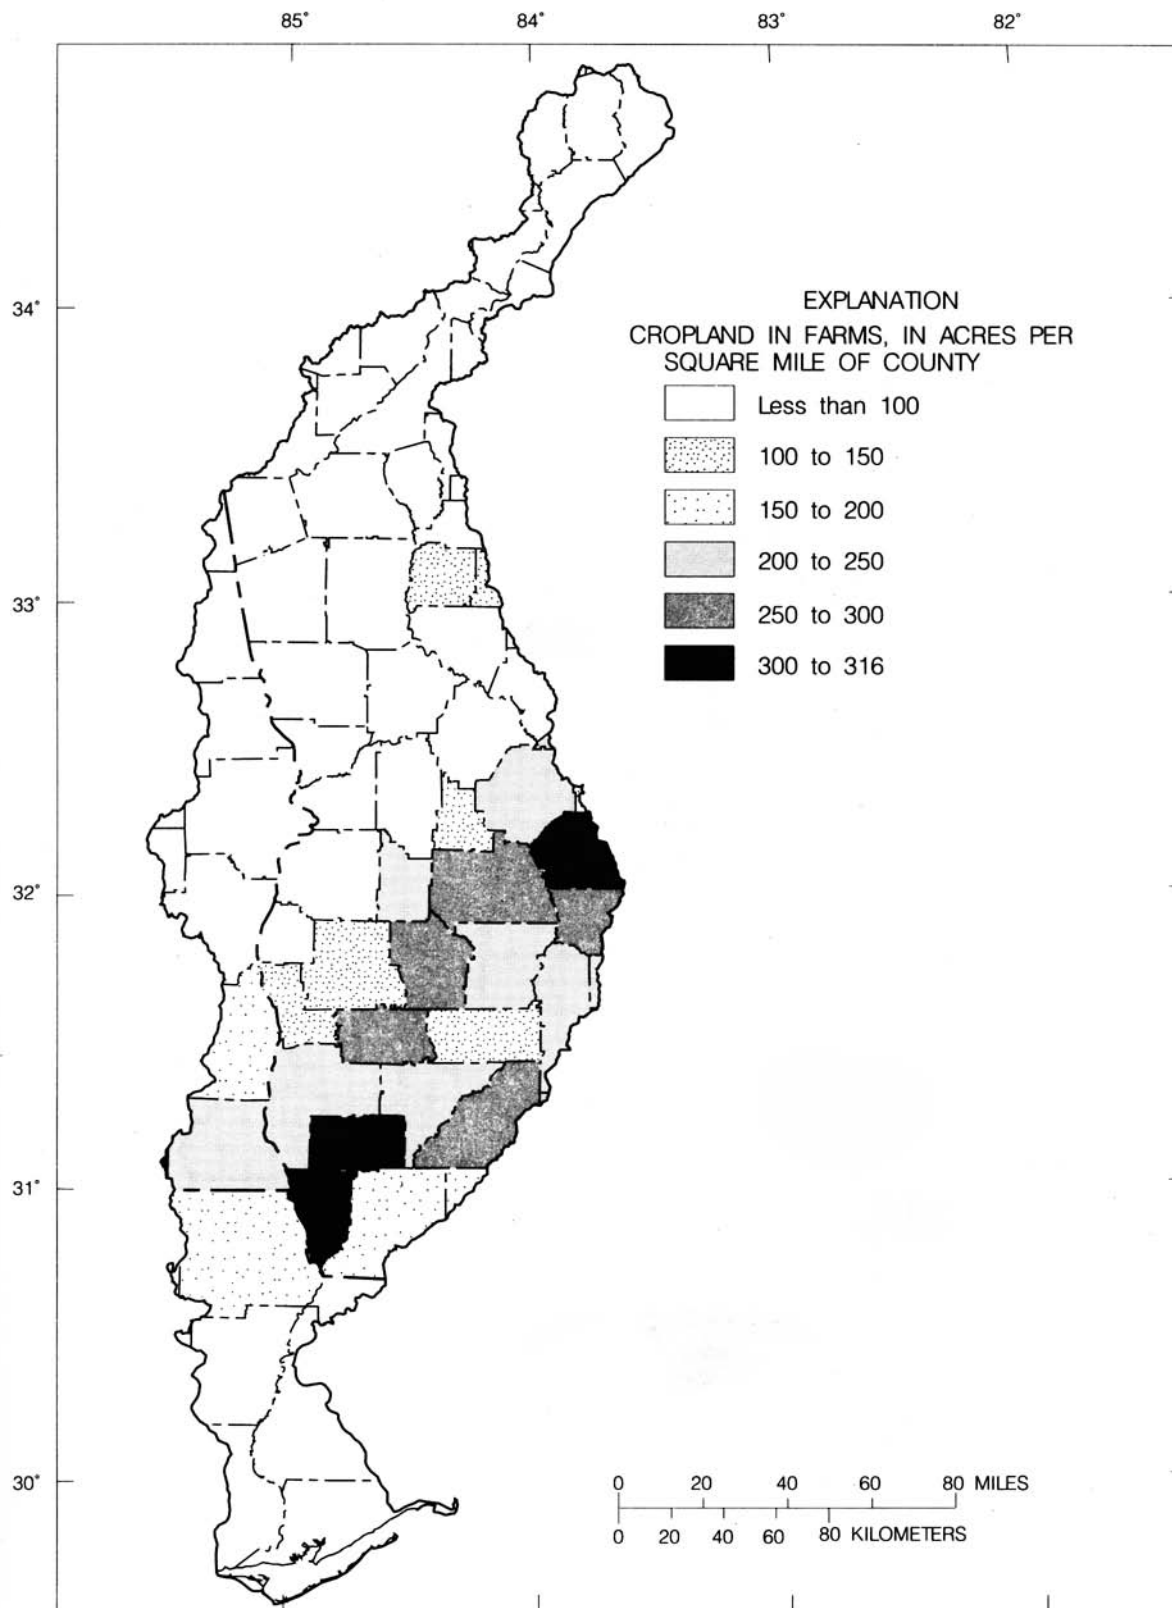 85° 84° 83° 82°
34°
33°
32°
31°
30°
EXPLANATION
CROPLAND IN FARMS, IN ACRES PER
SQUARE MILE OF COUNTY
Less than 100
100 to 150
150 to 200
200 to 250
250 to 300
300 to 316
0 20 40 60 80 MILES
0 20 40 60 80 KILOMETERS